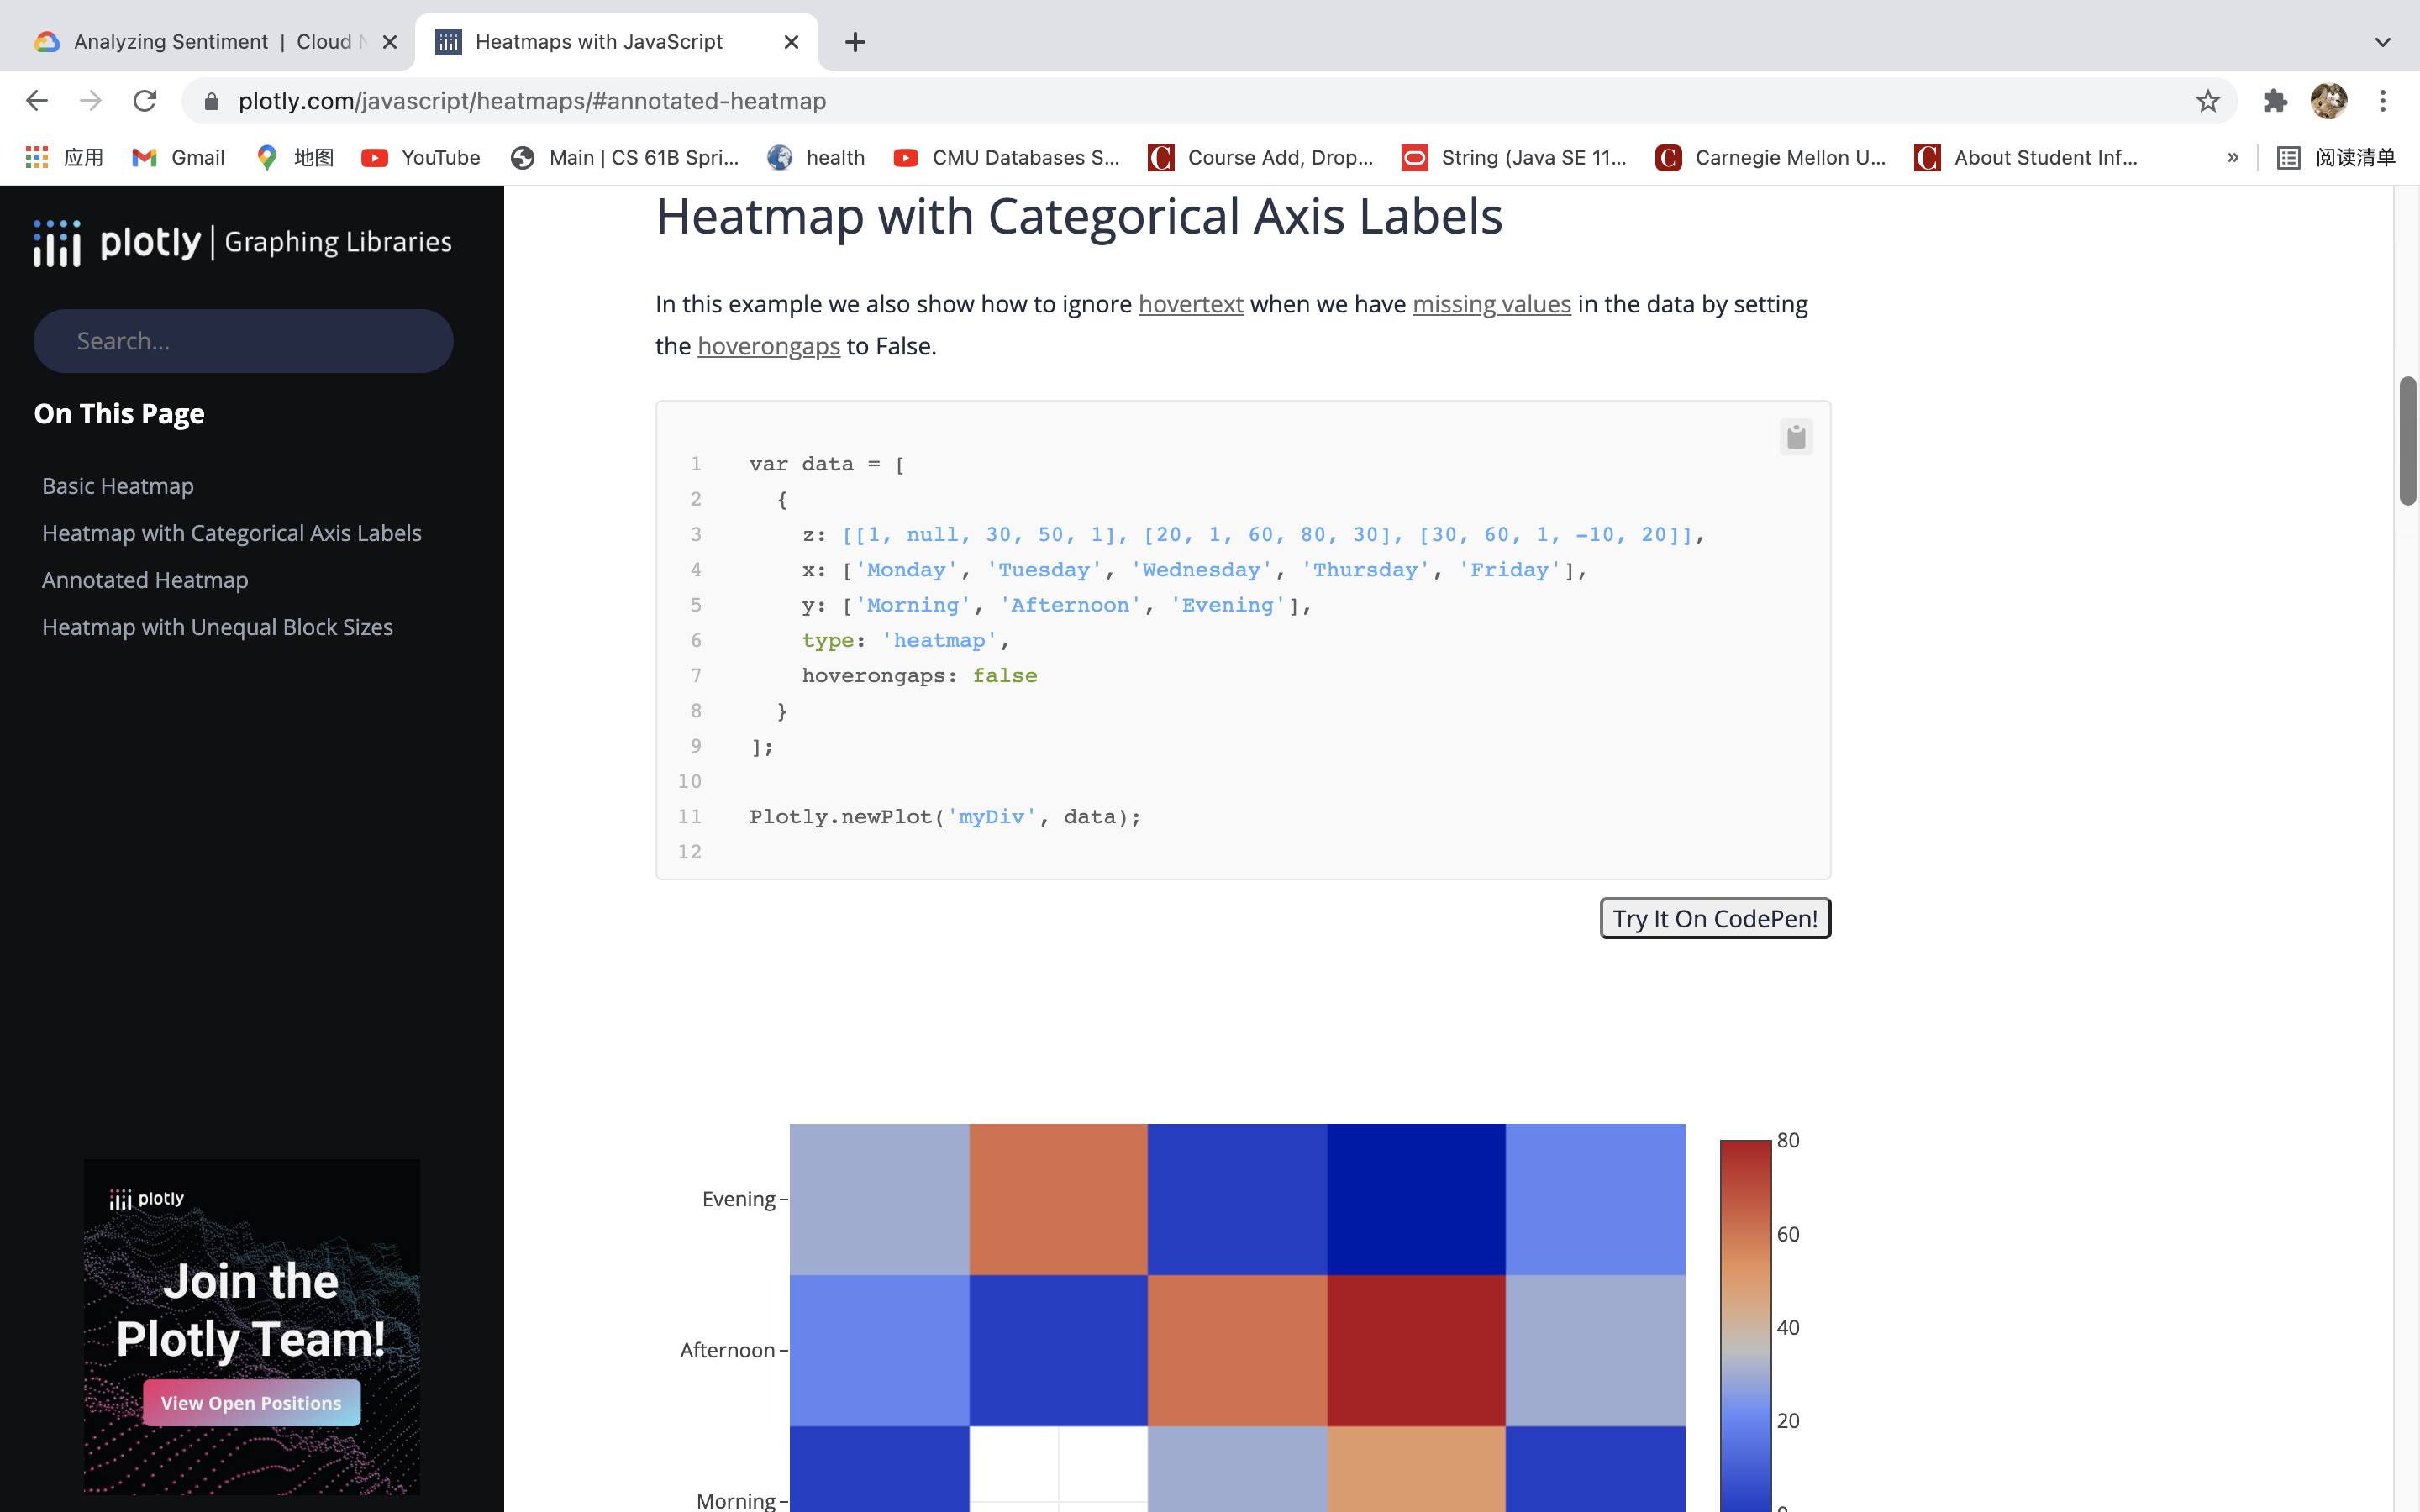 Analyzing Sentiment | Cloud
Heatmaps with JavaScript
plotly.com/javascript/heatmaps/#annotated-heatmap
应用
Gmail
地图
YouTube
Main | CS 61B Spri...
health
CMU Databases S...
Course Add, Drop...
String (Java SE 11...
Carnegie Mellon U...
About Student Inf...
»
阅读清单
plotly | Graphing Libraries
Search...
On This Page
Basic Heatmap
Heatmap with Categorical Axis Labels
Annotated Heatmap
Heatmap with Unequal Block Sizes
plotly
Join the
Plotly Team!
View Open Positions
Heatmap with Categorical Axis Labels
In this example we also show how to ignore hovertext when we have missing values in the data by setting
the hoverongaps to False.
1 var data = [
2 {
3 z: [[1, null, 30, 50, 1], [20, 1, 60, 80, 30], [30, 60, 1, -10, 20]],
4 x: ['Monday', 'Tuesday', 'Wednesday', 'Thursday', 'Friday'],
5 y: ['Morning', 'Afternoon', 'Evening'],
6 type: 'heatmap',
7 hoverongaps: false
8 }
9 ];
10
11 Plotly.newPlot('myDiv', data);
12
Try It On CodePen!
Evening
Afternoon
Morning
80
60
40
20
0